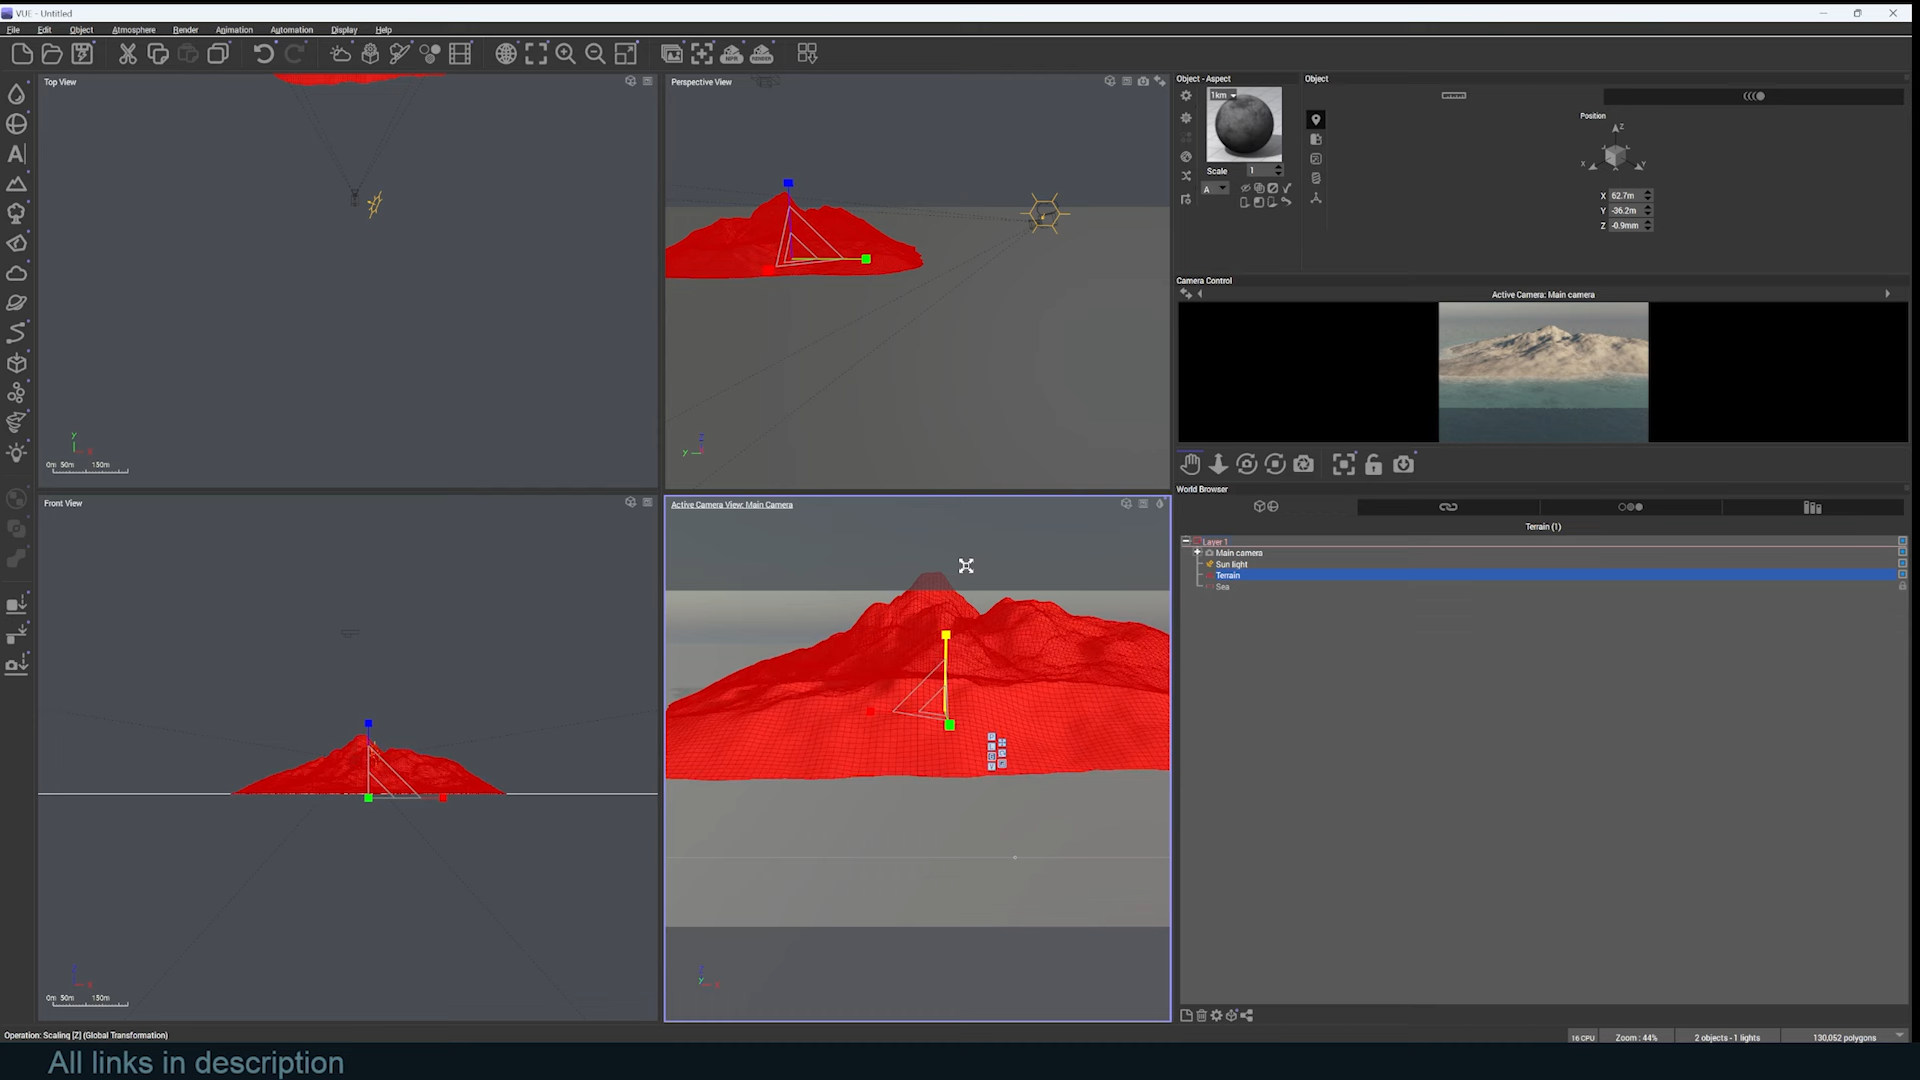 VUE - Untitled
File Edit Object Atmosphere Render Animation Automation Display Help
Top View
0m 50m 150m
Perspective View
Front View
0m 50m 150m
Active Camera View: Main Camera
Object - Aspect
1km
Scale 1
A
Object
Position
X 62.7m
Y -36.2m
Z -0.9mm
Camera Control
Active Camera: Main camera
World Browser
Terrain (1)
Layer 1
Main camera
Sun light
Terrain
Sea
Operation: Scaling [Z] (Global Transformation)
16 CPU
Zoom : 44%
2 objects - 1 lights
130,052 polygons
All links in description